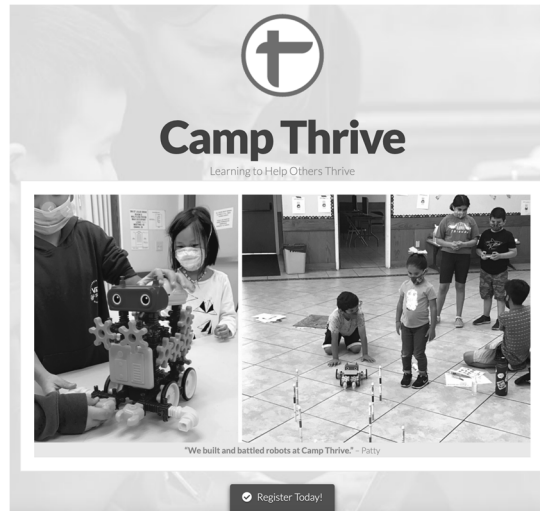 Camp Thrive
Learning to Help Others Thrive
"We built and battled robots at Camp Thrive." – Patty
Register Today!